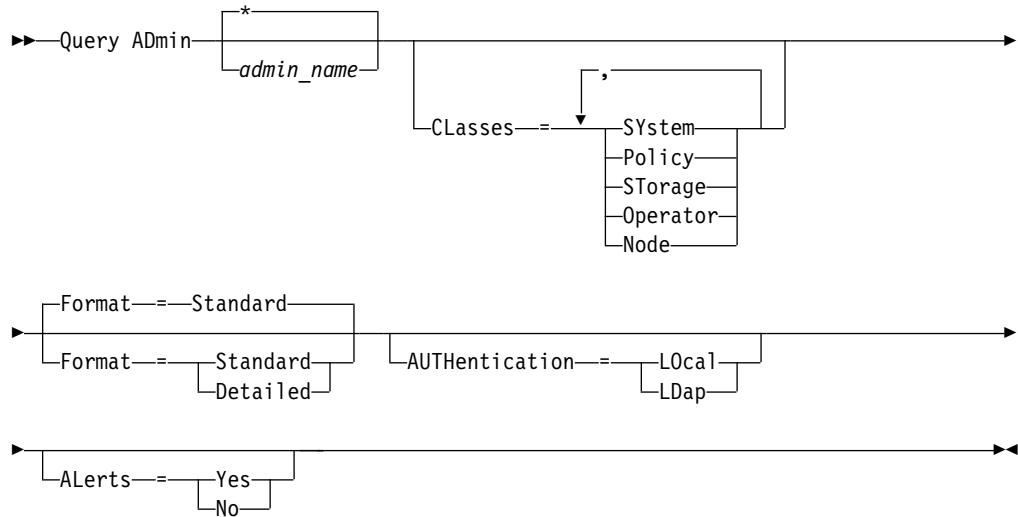 *
Query ADmin
admin_name
,
CLasses = SYstem
Policy
STorage
Operator
Node
Format = Standard
Format = Standard
Detailed
AUTHentication = LOcal
LDap
ALerts = Yes
No